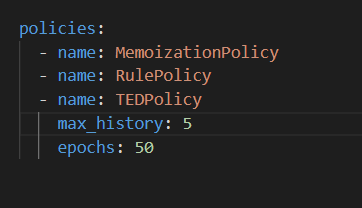 policies:
  - name: MemoizationPolicy
  - name: RulePolicy
  - name: TEDPolicy
    max_history: 5
    epochs: 50